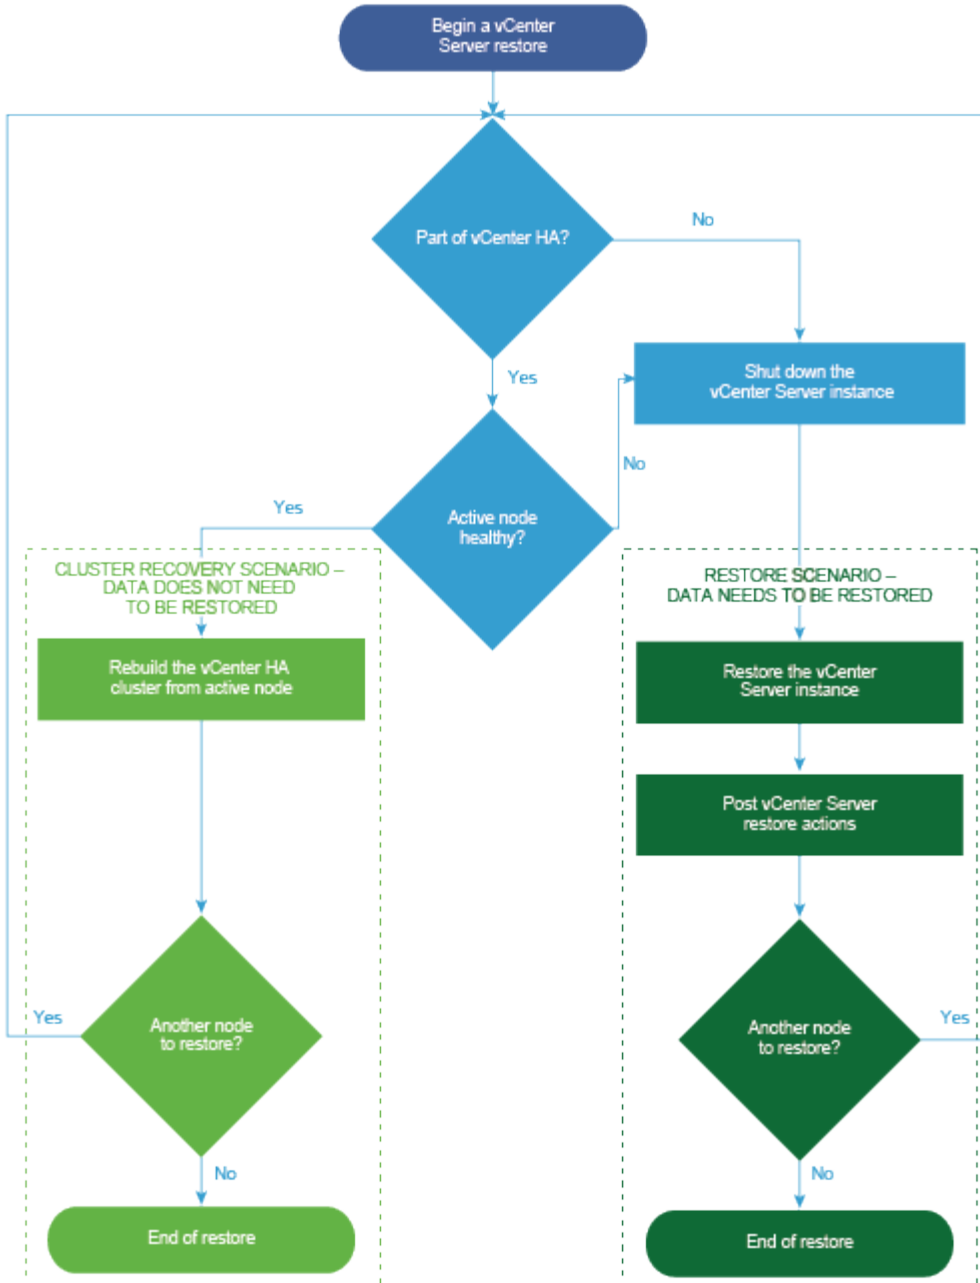 Begin a vCenter
Server restore
Part of vCenter HA?
No
Yes
Shut down the
vCenter Server instance
No
Yes
Active node
healthy?
CLUSTER RECOVERY SCENARIO –
DATA DOES NOT NEED
TO BE RESTORED
RESTORE SCENARIO –
DATA NEEDS TO BE RESTORED
Rebuild the vCenter HA
cluster from active node
Restore the vCenter
Server instance
Post vCenter Server
restore actions
Yes
Another node
to restore?
Another node
to restore?
Yes
No
No
End of restore
End of restore